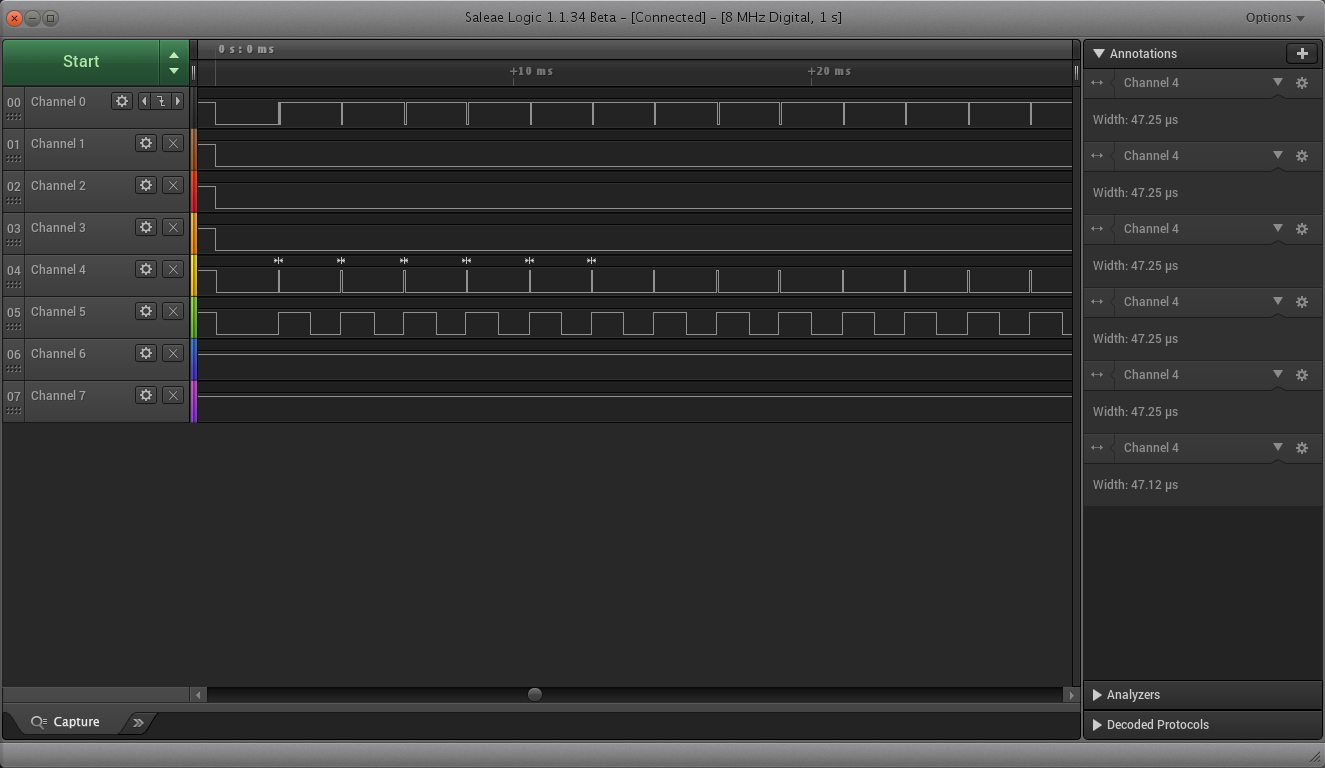 Saleae Logic 1.1.34 Beta – [Connected] – [8 MHz Digital, 1 s]
Options
Start
0 s : 0 ms
+10 ms
+20 ms
00 Channel 0
01 Channel 1
02 Channel 2
03 Channel 3
04 Channel 4
05 Channel 5
06 Channel 6
07 Channel 7
Capture
Annotations
Channel 4
Width: 47.25 µs
Channel 4
Width: 47.25 µs
Channel 4
Width: 47.25 µs
Channel 4
Width: 47.25 µs
Channel 4
Width: 47.25 µs
Channel 4
Width: 47.12 µs
Analyzers
Decoded Protocols